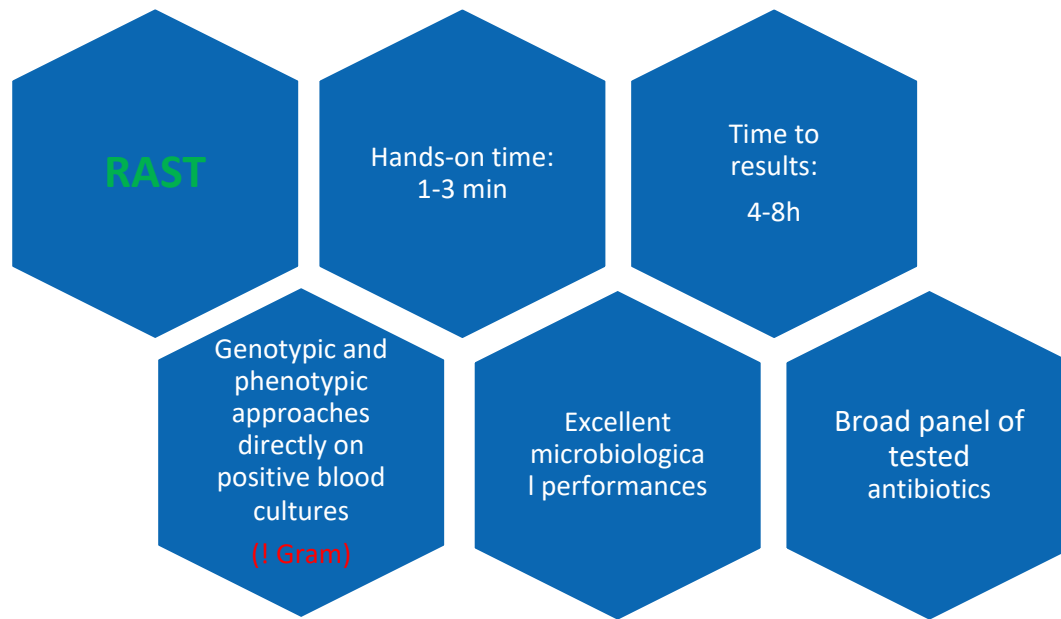 RAST
Hands-on time:
1-3 min
Time to
results:
4-8h
Genotypic and
phenotypic
approaches
directly on
positive blood
cultures
(! Gram)
Excellent
microbiologica
l performances
Broad panel of
tested
antibiotics